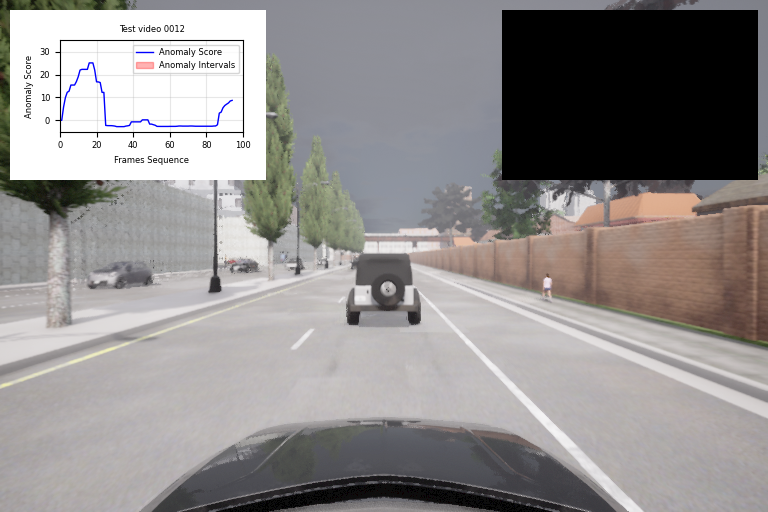 Test video 0012
Anomaly Score
Anomaly Intervals
30
20
10
0
Anomaly Score
0 20 40 60 80 100
Frames Sequence